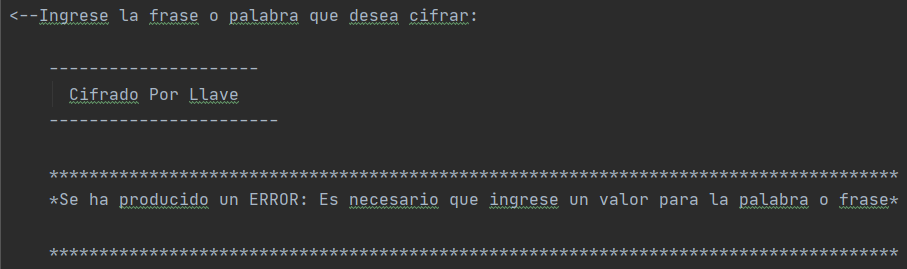 <--Ingrese la frase o palabra que desea cifrar:
---------------------
Cifrado Por Llave
-----------------------
*************************************************************************************
*Se ha producido un ERROR: Es necesario que ingrese un valor para la palabra o frase*
*************************************************************************************